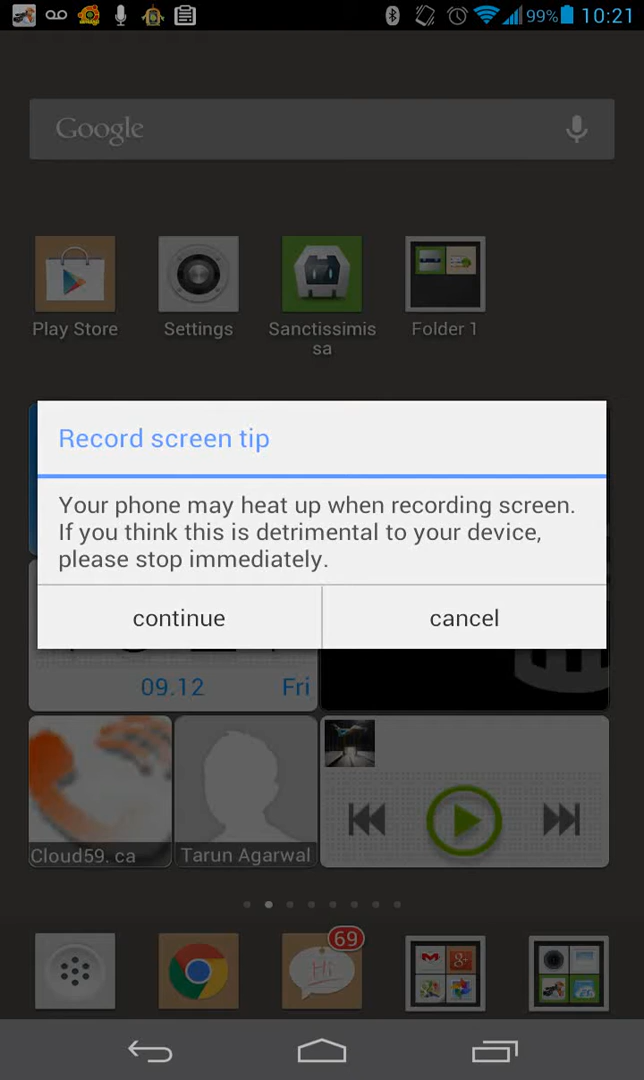 99% 10:21
Google
Play Store Settings Sanctissimis Folder 1
sa
Record screen tip
Your phone may heat up when recording screen.
If you think this is detrimental to your device,
please stop immediately.
continue cancel
09.12 Fri
Cloud59. ca Tarun Agarwal
69
Hi